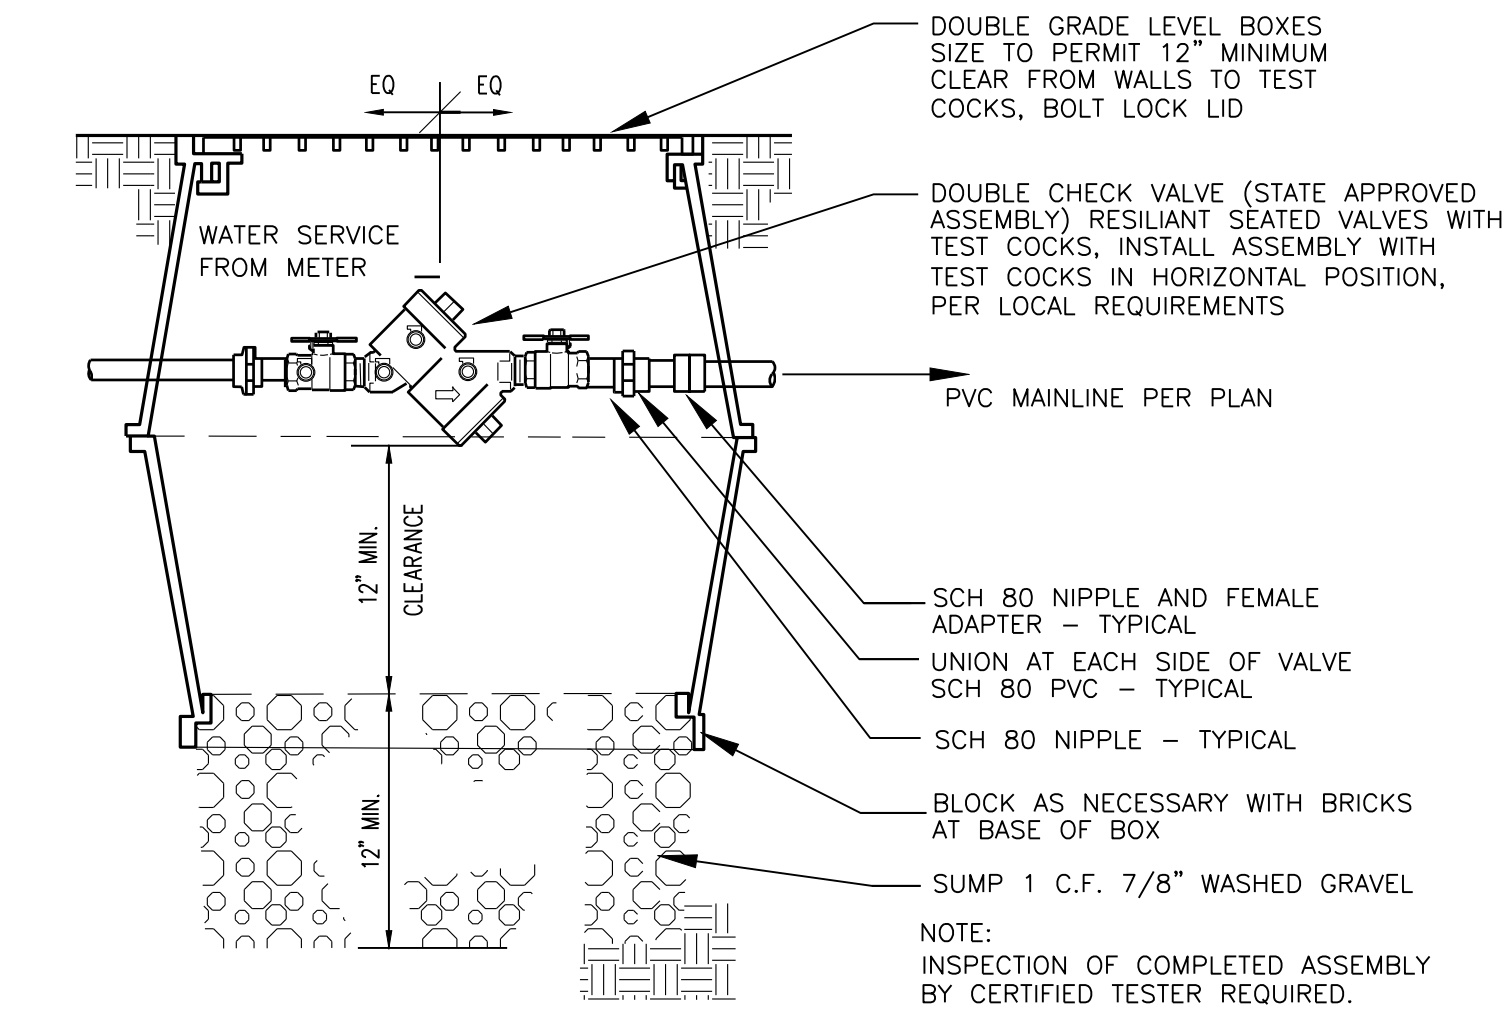 DOUBLE GRADE LEVEL BOXES
SIZE TO PERMIT 12" MINIMUM
CLEAR FROM WALLS TO TEST
COCKS, BOLT LOCK LID
EQ
EQ
DOUBLE CHECK VALVE (STATE APPROVED
ASSEMBLY) RESILIANT SEATED VALVES WITH
TEST COCKS, INSTALL ASSEMBLY WITH
TEST COCKS IN HORIZONTAL POSITION,
PER LOCAL REQUIREMENTS
WATER SERVICE
FROM METER
PVC MAINLINE PER PLAN
12" MIN.
CLEARANCE
SCH 80 NIPPLE AND FEMALE
ADAPTER – TYPICAL
UNION AT EACH SIDE OF VALVE
SCH 80 PVC – TYPICAL
SCH 80 NIPPLE – TYPICAL
12" MIN.
BLOCK AS NECESSARY WITH BRICKS
AT BASE OF BOX
SUMP 1 C.F. 7/8" WASHED GRAVEL
NOTE:
INSPECTION OF COMPLETED ASSEMBLY
BY CERTIFIED TESTER REQUIRED.